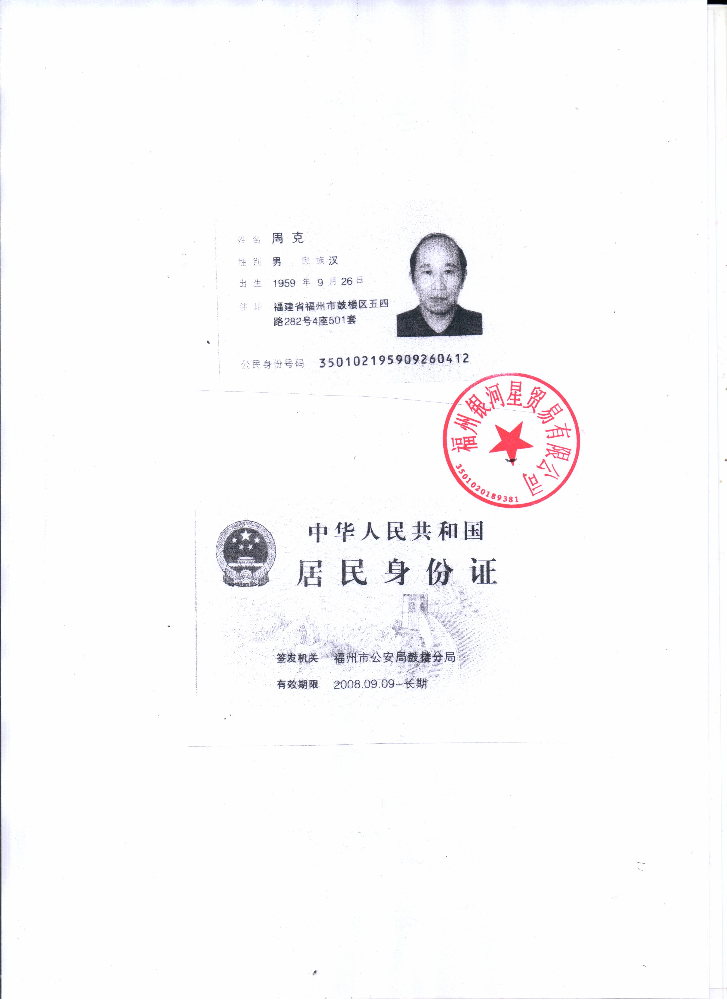 姓名 周克
性别 男 民族 汉
出生 1959 年 9 月 26 日
住址 福建省福州市鼓楼区五四
路282号4座501套
公民身份号码 350102195909260412
福州银河星贸易有限公司
3501020189381
中华人民共和国
居民身份证
签发机关 福州市公安局鼓楼分局
有效期限 2008.09.09-长期